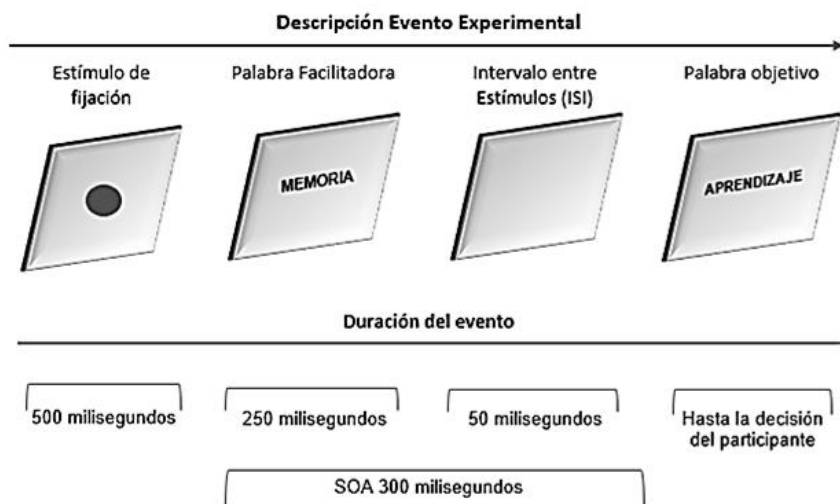 Descripción Evento Experimental
Estímulo de
fijación
Palabra Facilitadora
Intervalo entre
Estímulos (ISI)
Palabra objetivo
MEMORIA
APRENDIZAJE
Duración del evento
500 milisegundos
250 milisegundos
50 milisegundos
Hasta la decisión
del participante
SOA 300 milisegundos